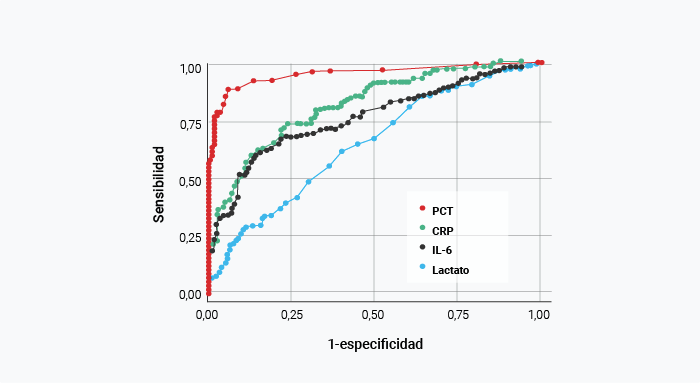 Sensibilidad
1,00
0,75
0,50
0,25
0,00
0,00 0,25 0,50 0,75 1,00
1-especificidad
PCT
CRP
IL-6
Lactato